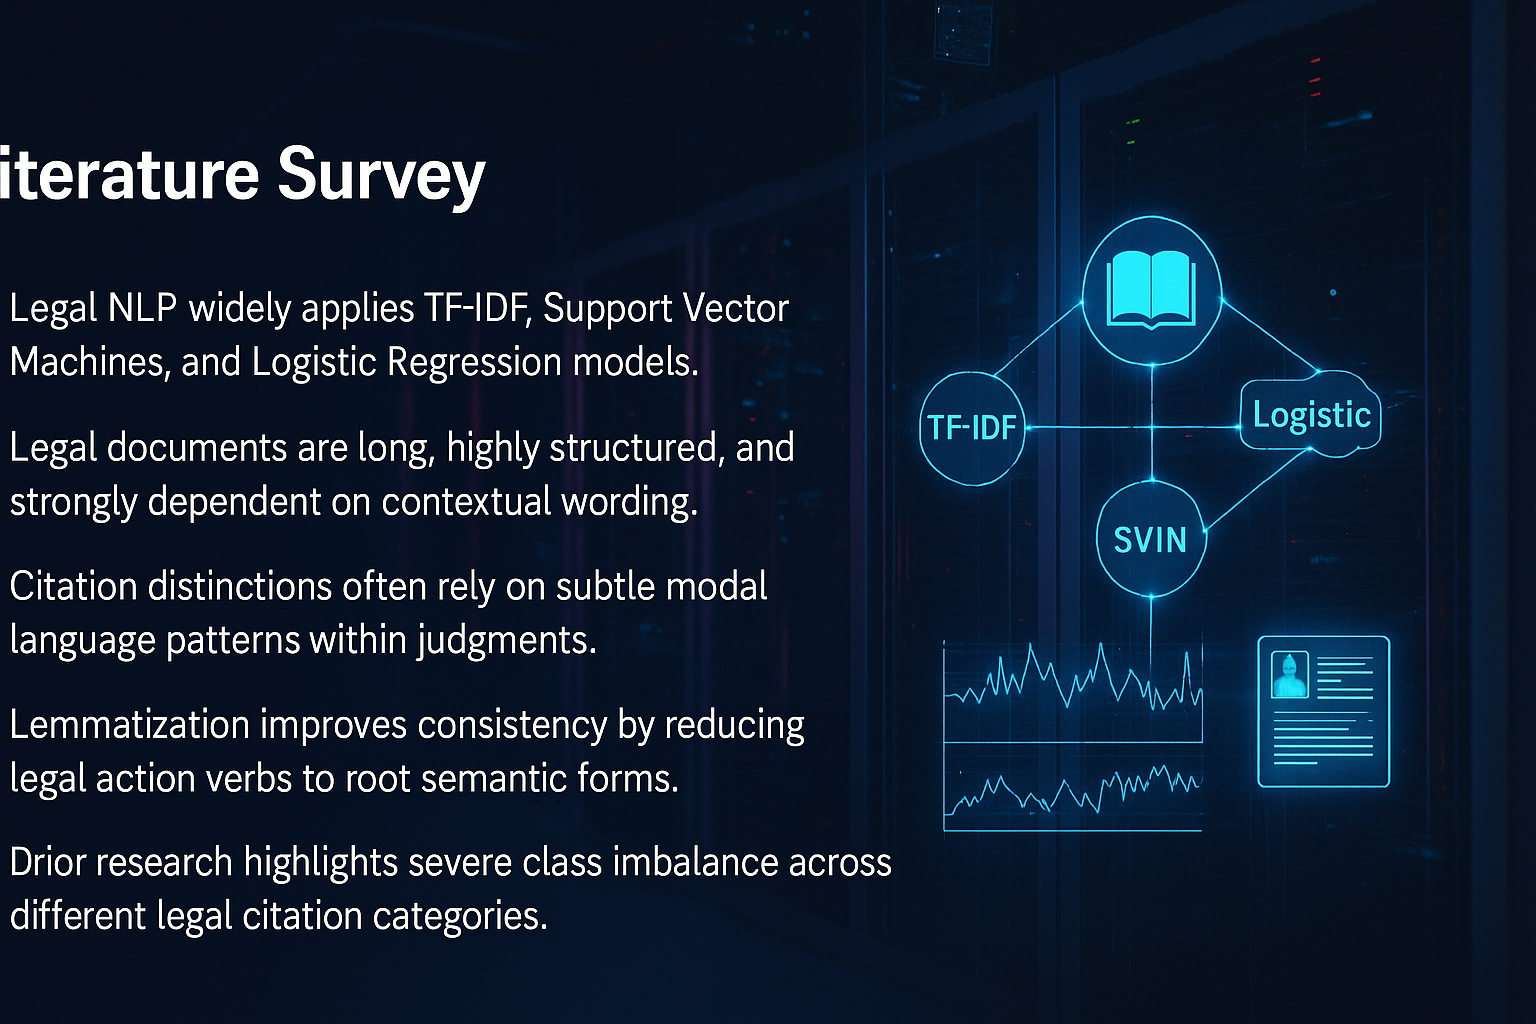 iterature Survey
Legal NLP widely applies TF-IDF, Support Vector
Machines, and Logistic Regression models.
Legal documents are long, highly structured, and
strongly dependent on contextual wording.
Citation distinctions often rely on subtle modal
language patterns within judgments.
Lemmatization improves consistency by reducing
legal action verbs to root semantic forms.
Drior research highlights severe class imbalance across
different legal citation categories.
TF-IDF
Logistic
SVIN